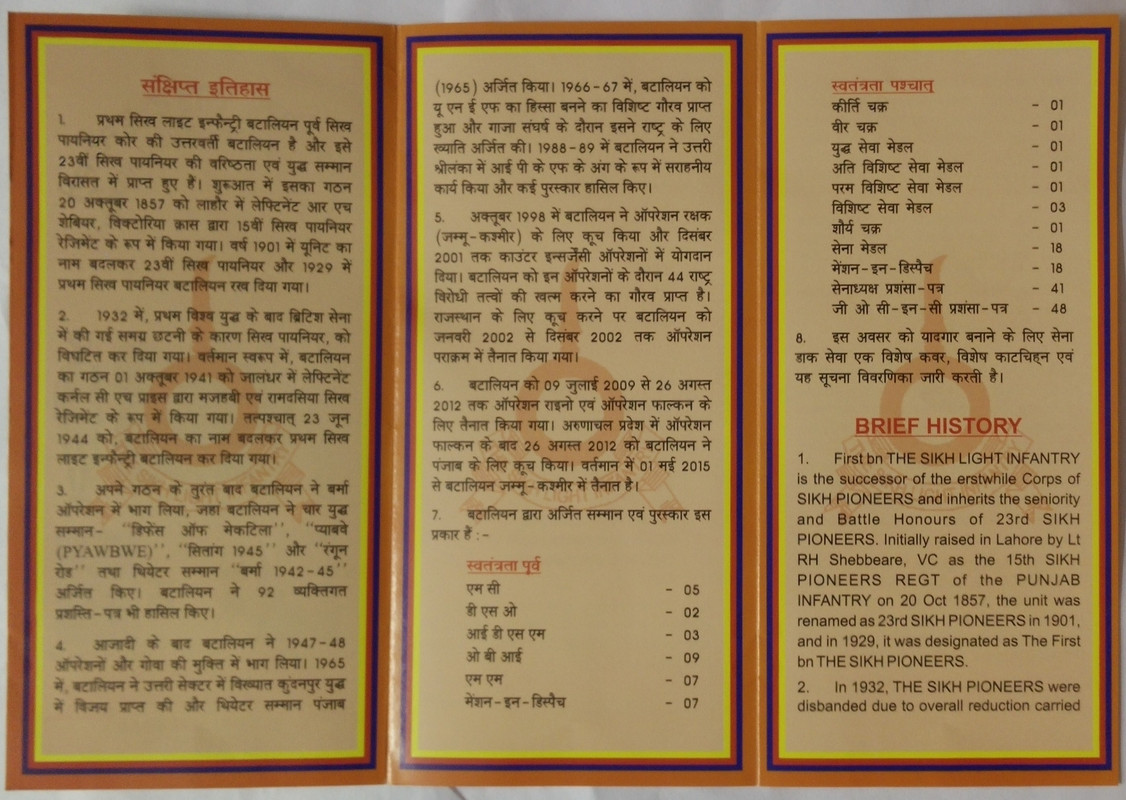 संक्षिप्त इतिहास
1. प्रथम सिख लाइट इन्फैन्ट्री बटालियन पूर्व सिख
पायनियर कोर की उत्तरवर्ती बटालियन है और इसे
23वीं सिख पायनियर की वरिष्ठता एवं युद्ध सम्मान
विरासत में प्राप्त हुए हैं। शुरूआत में इसका गठन
20 अक्तूबर 1857 को लाहौर में लेफ्टिनेंट आर एच
शेबियर, विक्टोरिया क्रास द्वारा 15वीं सिख पायनियर
रेजिमेंट के रूप में किया गया। वर्ष 1901 में यूनिट का
नाम बदलकर 23वीं सिख पायनियर और 1929 में
प्रथम सिख पायनियर बटालियन रख दिया गया।
2. 1932 में, प्रथम विश्व युद्ध के बाद ब्रिटिश सेना
में की गई समग्र छटनी के कारण सिख पायनियर, को
विघटित कर दिया गया। वर्तमान स्वरूप में, बटालियन
का गठन 01 अक्तूबर 1941 को जालंधर में लेफ्टिनेंट
कर्नल सी एच प्राइस द्वारा मजहबी एवं रामदसिया सिख
रेजिमेंट के रूप में किया गया। तत्पश्चात् 23 जून
1944 को, बटालियन का नाम बदलकर प्रथम सिख
लाइट इन्फैन्ट्री बटालियन कर दिया गया।
3. अपने गठन के तुरंत बाद बटालियन ने बर्मा
ऑपरेशन में भाग लिया, जहां बटालियन ने चार युद्ध
सम्मान- ''डिफेंस ऑफ मेकटिला'', ''प्याबवे
(PYAWBWE)'', ''सितांग 1945'' और ''रंगून
रोड'' तथा थियेटर सम्मान ''बर्मा 1942-45''
अर्जित किए। बटालियन ने 92 व्यक्तिगत
प्रशस्ति-पत्र भी हासिल किए।
4. आजादी के बाद बटालियन ने 1947-48
ऑपरेशनों और गोवा की मुक्ति में भाग लिया। 1965
में, बटालियन ने उत्तरी सेक्टर में विख्यात कुंदनपुर युद्ध
में विजय प्राप्त की और थियेटर सम्मान पंजाब
(1965) अर्जित किया। 1966-67 में, बटालियन को
यू एन ई एफ का हिस्सा बनने का विशिष्ट गौरव प्राप्त
हुआ और गाजा संघर्ष के दौरान इसने राष्ट्र के लिए
ख्याति अर्जित की। 1988-89 में बटालियन ने उत्तरी
श्रीलंका में आई पी के एफ के अंग के रूप में सराहनीय
कार्य किया और कई पुरस्कार हासिल किए।
5. अक्तूबर 1998 में बटालियन ने ऑपरेशन रक्षक
(जम्मू-कश्मीर) के लिए कूच किया और दिसंबर
2001 तक काउंटर इन्सर्जेंसी ऑपरेशनों में योगदान
दिया। बटालियन को इन ऑपरेशनों के दौरान 44 राष्ट्र
विरोधी तत्वों की खत्म करने का गौरव प्राप्त है।
राजस्थान के लिए कूच करने पर बटालियन को
जनवरी 2002 से दिसंबर 2002 तक ऑपरेशन
पराक्रम में तैनात किया गया।
6. बटालियन को 09 जुलाई 2009 से 26 अगस्त
2012 तक ऑपरेशन राइनो एवं ऑपरेशन फाल्कन के
लिए तैनात किया गया। अरुणाचल प्रदेश में ऑपरेशन
फाल्कन के बाद 26 अगस्त 2012 को बटालियन ने
पंजाब के लिए कूच किया। वर्तमान में 01 मई 2015
से बटालियन जम्मू-कश्मीर में तैनात है।
7. बटालियन द्वारा अर्जित सम्मान एवं पुरस्कार इस
प्रकार हैं :-
स्वतंत्रता पूर्व
एम सी - 05
डी एस ओ - 02
आई डी एस एम - 03
ओ बी आई - 09
एम एम - 07
मेंशन-इन-डिस्पैच - 07
स्वतंत्रता पश्चात्
कीर्ति चक्र - 01
वीर चक्र - 01
युद्ध सेवा मेडल - 01
अति विशिष्ट सेवा मेडल - 01
परम विशिष्ट सेवा मेडल - 01
विशिष्ट सेवा मेडल - 03
शौर्य चक्र - 01
सेना मेडल - 18
मेंशन-इन-डिस्पैच - 18
सेनाध्यक्ष प्रशंसा-पत्र - 41
जी ओ सी-इन-सी प्रशंसा-पत्र - 48
8. इस अवसर को यादगार बनाने के लिए सेना
डाक सेवा एक विशेष कवर, विशेष काटचिह्न एवं
यह सूचना विवरणिका जारी करती है।
BRIEF HISTORY
1. First bn THE SIKH LIGHT INFANTRY
is the successor of the erstwhile Corps of
SIKH PIONEERS and inherits the seniority
and Battle Honours of 23rd SIKH
PIONEERS. Initially raised in Lahore by Lt
RH Shebbeare, VC as the 15th SIKH
PIONEERS REGT of the PUNJAB
INFANTRY on 20 Oct 1857, the unit was
renamed as 23rd SIKH PIONEERS in 1901,
and in 1929, it was designated as The First
bn THE SIKH PIONEERS.
2. In 1932, THE SIKH PIONEERS were
disbanded due to overall reduction carried